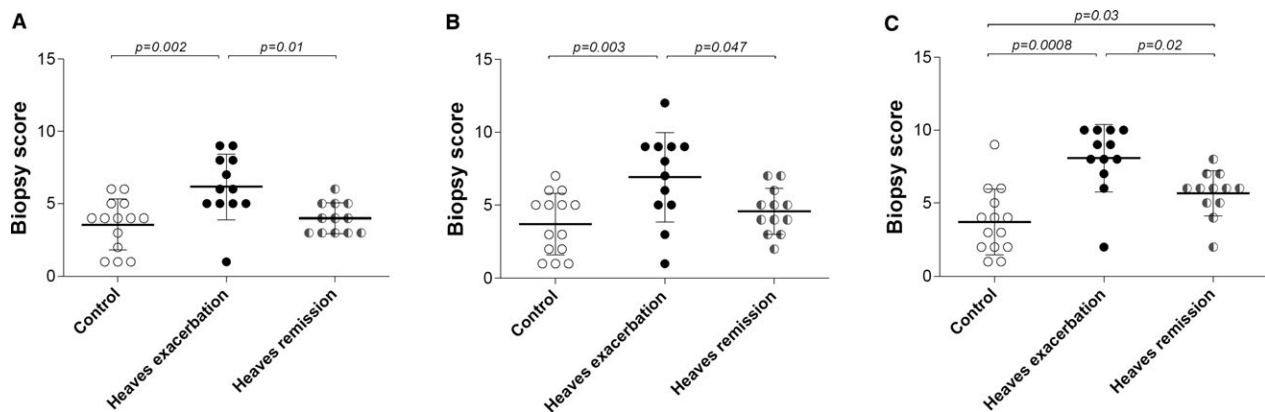 A
p=0.002
p=0.01
15
10
5
0
Biopsy score
Control
Heaves exacerbation
Heaves remission
B
p=0.003
p=0.047
15
10
5
0
Biopsy score
Control
Heaves exacerbation
Heaves remission
C
p=0.03
p=0.0008
p=0.02
15
10
5
0
Biopsy score
Control
Heaves exacerbation
Heaves remission